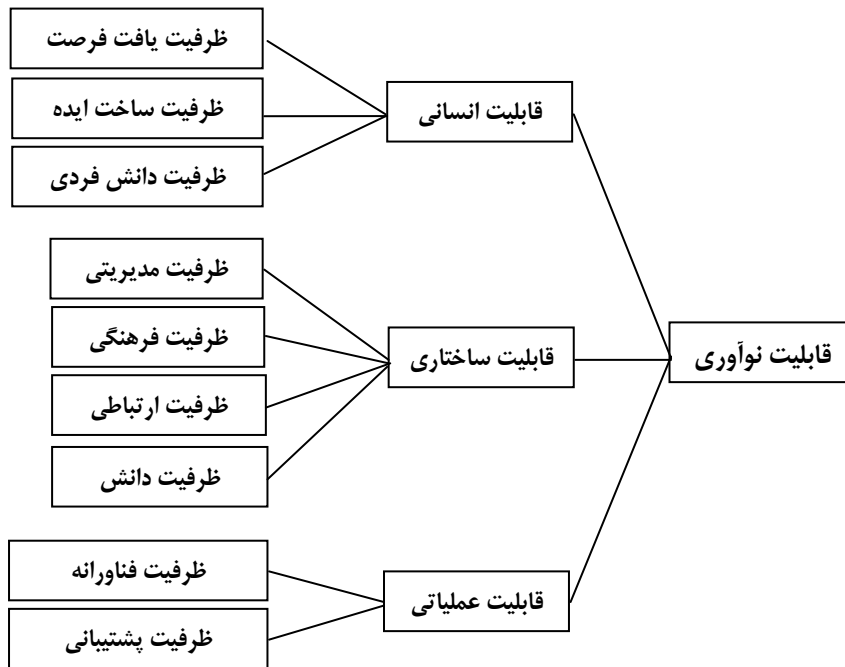 قابلیت نوآوری
قابلیت انسانی
ظرفیت یافت فرصت
ظرفیت ساخت ایده
ظرفیت دانش فردی
قابلیت ساختاری
ظرفیت مدیریتی
ظرفیت فرهنگی
ظرفیت ارتباطی
ظرفیت دانش
قابلیت عملیاتی
ظرفیت فناورانه
ظرفیت پشتیبانی